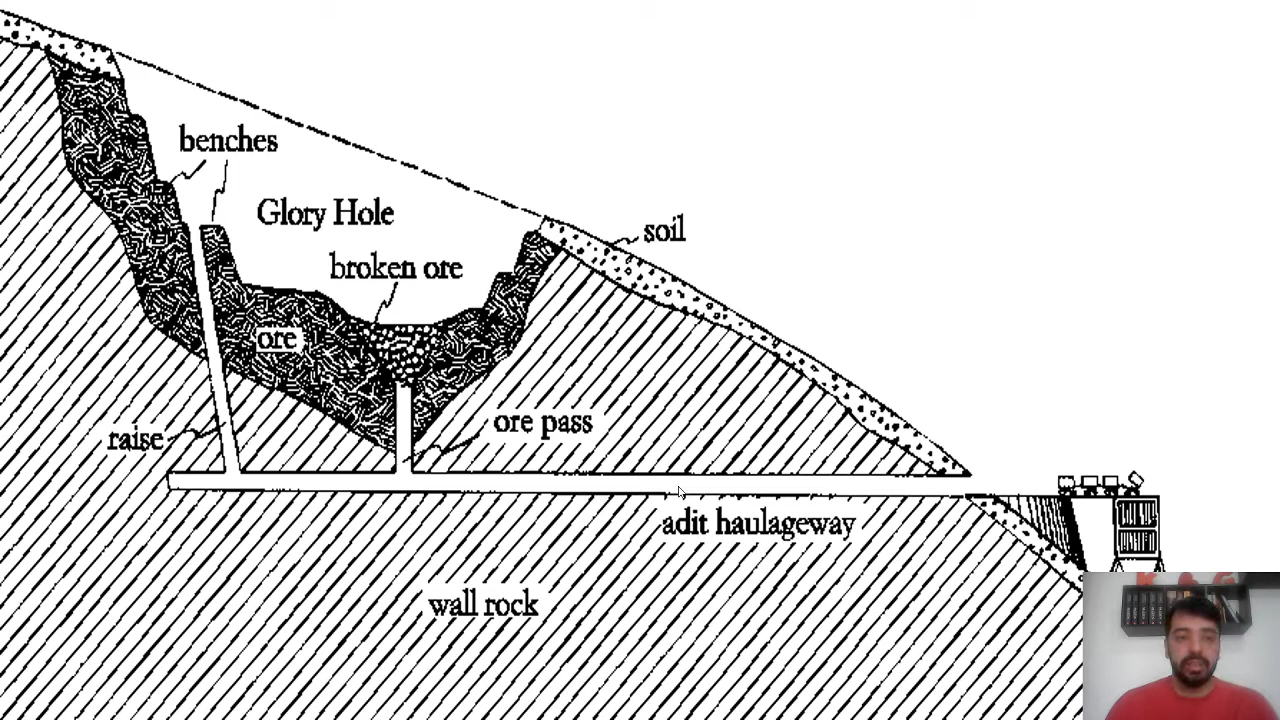 benches
Glory Hole
soil
broken ore
ore
ore pass
raise
adit haulageway
wall rock